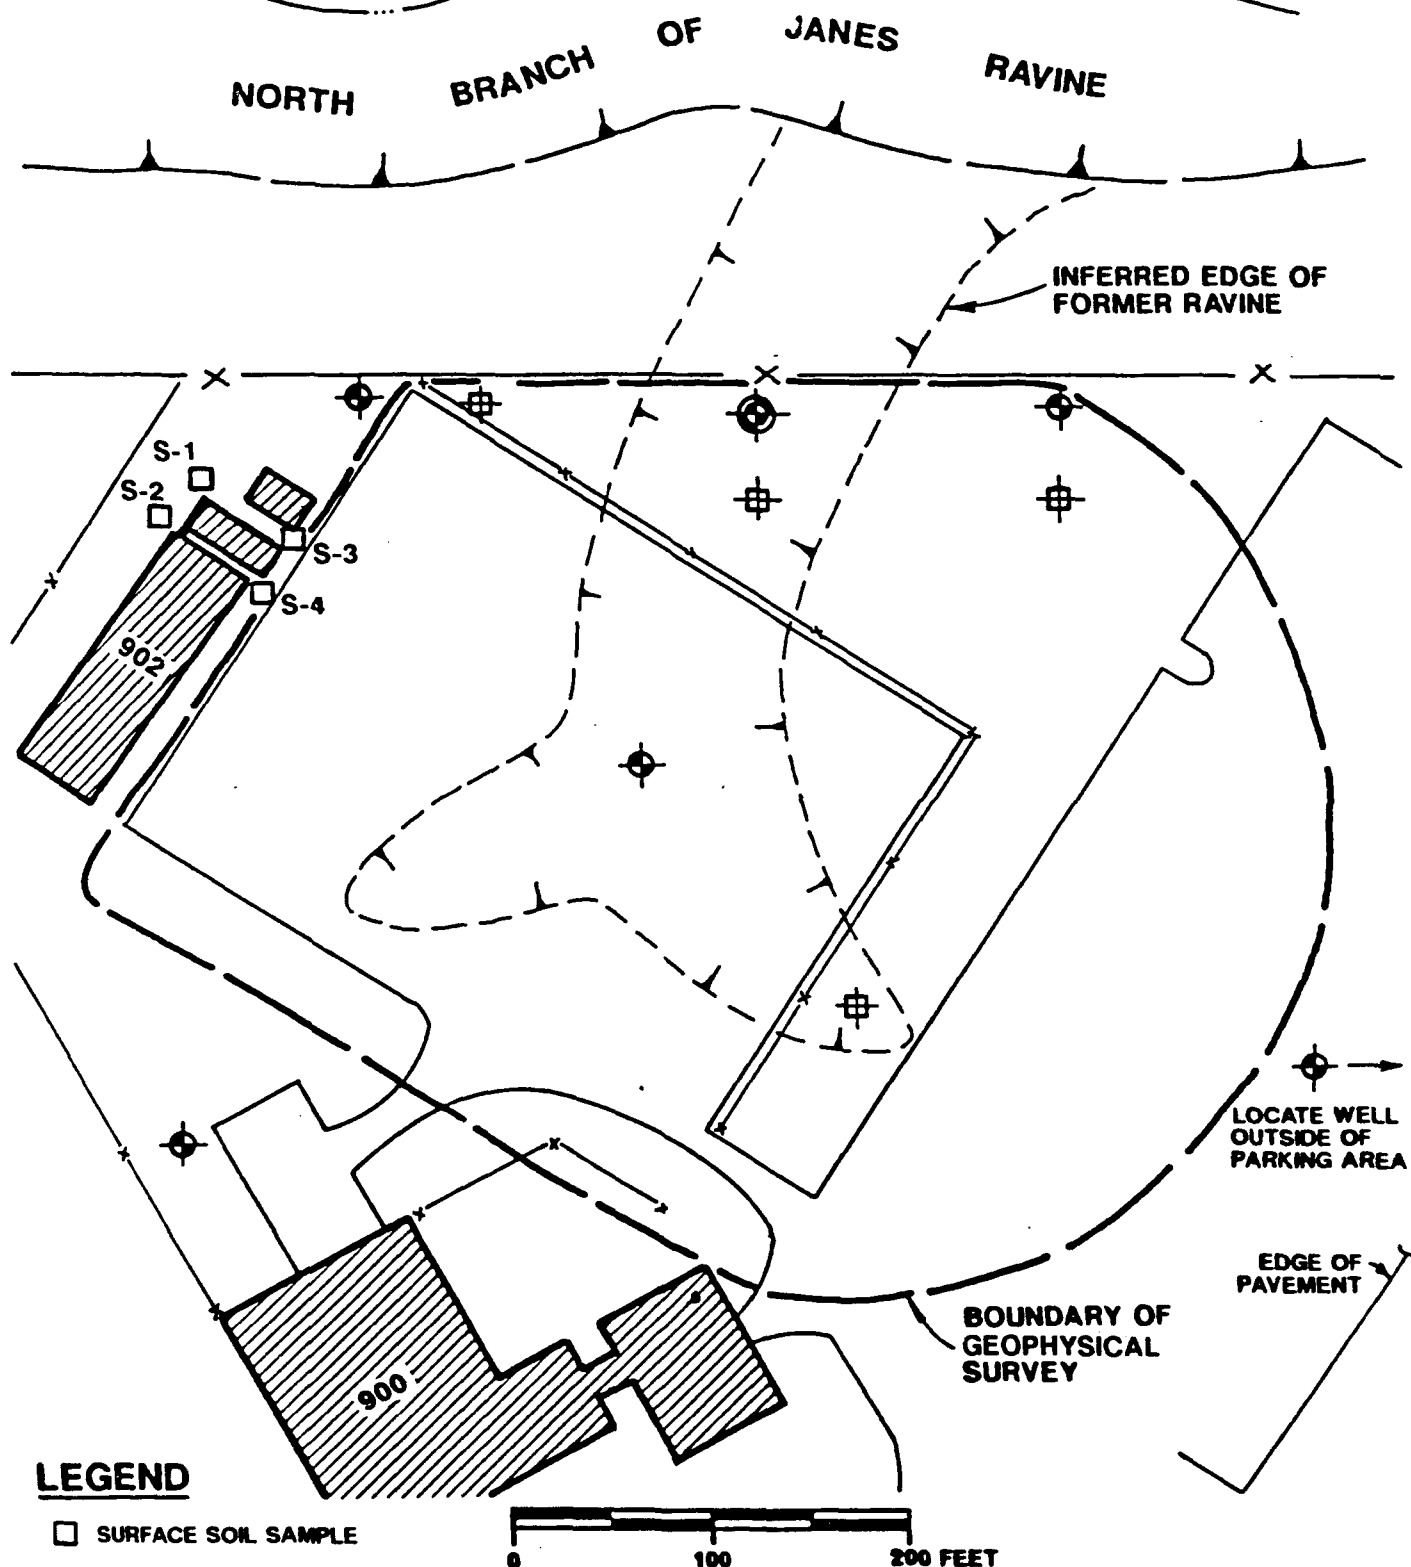 NORTH BRANCH OF JANES RAVINE
INFERRED EDGE OF
FORMER RAVINE
S-1
S-2
S-3
S-4
902
LOCATE WELL
OUTSIDE OF
PARKING AREA
EDGE OF
PAVEMENT
BOUNDARY OF
GEOPHYSICAL
SURVEY
900
LEGEND
SURFACE SOIL SAMPLE
0 100 200 FEET